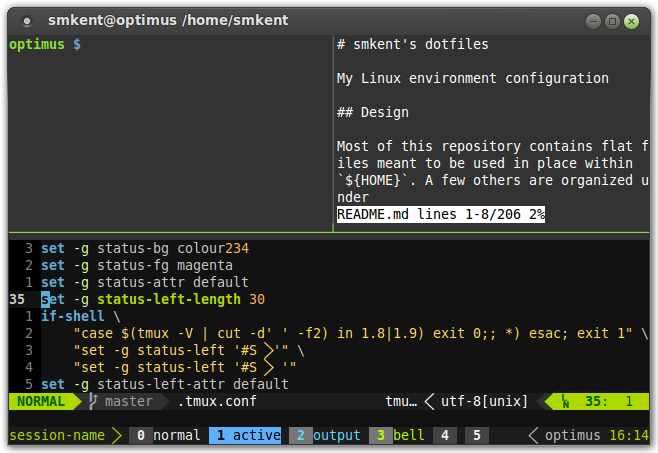 smkent@optimus /home/smkent
optimus $
# smkent's dotfiles
My Linux environment configuration
## Design
Most of this repository contains flat f
iles meant to be used in place within
`${HOME}`. A few others are organized u
nder
README.md lines 1-8/206 2%
3 set -g status-bg colour234
2 set -g status-fg magenta
1 set -g status-attr default
35 set -g status-left-length 30
1 if-shell \
2 "case $(tmux -V | cut -d' ' -f2) in 1.8|1.9) exit 0;; *) esac; exit 1" \
3 "set -g status-left '#S '" \
4 "set -g status-left '#S '"
5 set -g status-left-attr default
NORMAL master .tmux.conf tmu… utf-8[unix] LN 35: 1
session-name 0 normal 1 active 2 output 3 bell 4 5 optimus 16:14